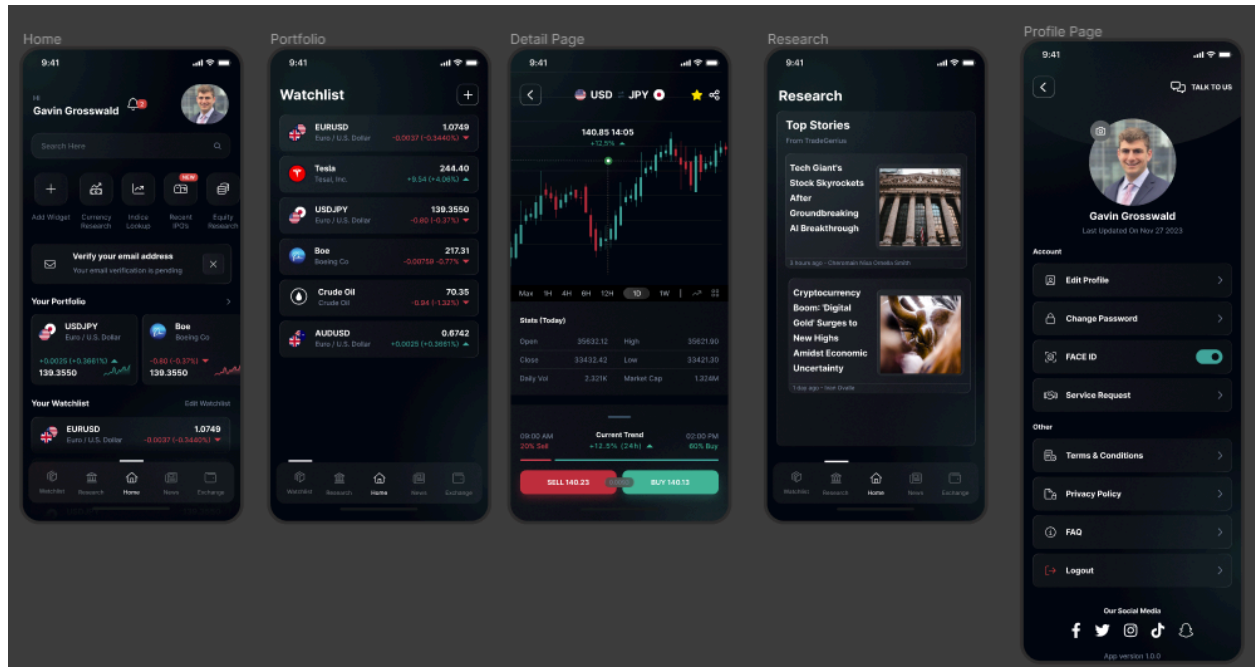 Home
9:41
Hi
Gavin Grosswald
2
Search Here
NEW
Add Widget
Currency
Research
Indice
Lookup
Recent
IPO's
Equity
Research
Verify your email address
Your email verification is pending
Your Portfolio
USDJPY
Euro / U.S. Dollar
+0.0025 (+0.3661%)
139.3550
Boe
Boeing Co
-0.60 (-0.37%)
139.3550
Your Watchlist
Edit Watchlist
EURUSD
1.0749
Euro / U.S. Dollar
-0.0037 (-0.3440%)
Watchlist
Research
Home
News
Exchange
Portfolio
9:41
Watchlist
EURUSD
1.0749
Euro / U.S. Dollar
-0.0037 (-0.3440%)
Tesla
244.40
Tesal, Inc.
+9.54 (+4.06%)
USDJPY
139.3550
Euro / U.S. Dollar
-0.60 (-0.37%)
Boe
217.31
Boeing Co
-0.00759 -0.77%
Crude Oil
70.35
Crude Oil
-0.94 (-1.32%)
AUDUSD
0.6742
Euro / U.S. Dollar
+0.0025 (+0.3661%)
Watchlist
Research
Home
News
Exchange
Detail Page
9:41
USD
JPY
140.85 14:05
+12,5%
Max 1H 4H 6H 12H 1D 1W
Stats (Today)
Open 35632.12 High 35621.90
Close 33432.42 Low 33421.30
Daily Vol 2.321K Market Cap 1.324M
09:00 AM Current Trend 02:00 PM
20% Sell +12.5% (24h) 60% Buy
SELL 140.23
BUY 140.13
Research
9:41
Research
Top Stories
From TradeGenius
Tech Giant's
Stock Skyrockets
After
Groundbreaking
AI Breakthrough
Cryptocurrency
Boom: 'Digital
Gold' Surges to
New Highs
Amidst Economic
Uncertainty
Watchlist
Research
Home
News
Exchange
Profile Page
9:41
TALK TO US
Gavin Grosswald
Last Updated On Nov 27 2023
Account
Edit Profile
Change Password
FACE ID
Service Request
Other
Terms & Conditions
Privacy Policy
FAQ
Logout
Our Social Media
App version 1.0.0